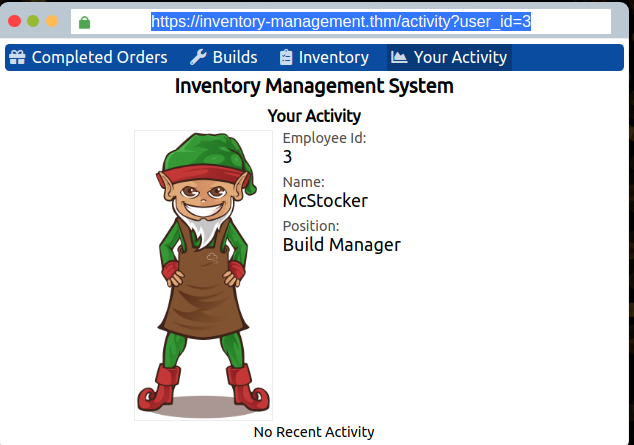 https://inventory-management.thm/activity?user_id=3
Completed Orders Builds Inventory Your Activity
Inventory Management System
Your Activity
Employee Id:
3
Name:
McStocker
Position:
Build Manager
No Recent Activity